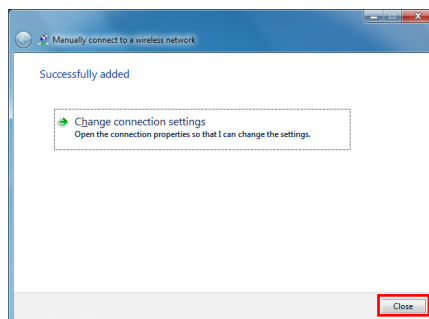 Manually connect to a wireless network
Successfully added
Change connection settings
Open the connection properties so that I can change the settings.
Close